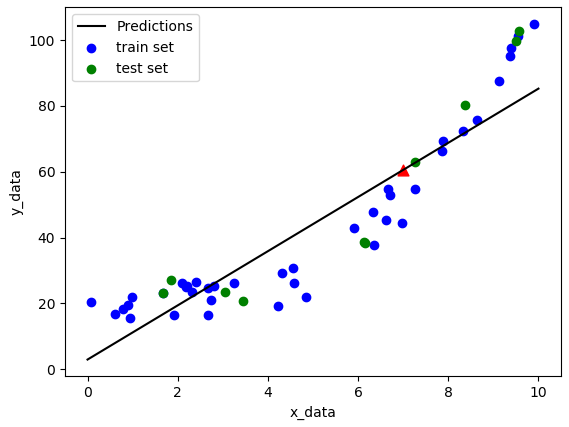 Predictions
train set
test set
y_data
100
80
60
40
20
0
0 2 4 6 8 10
x_data